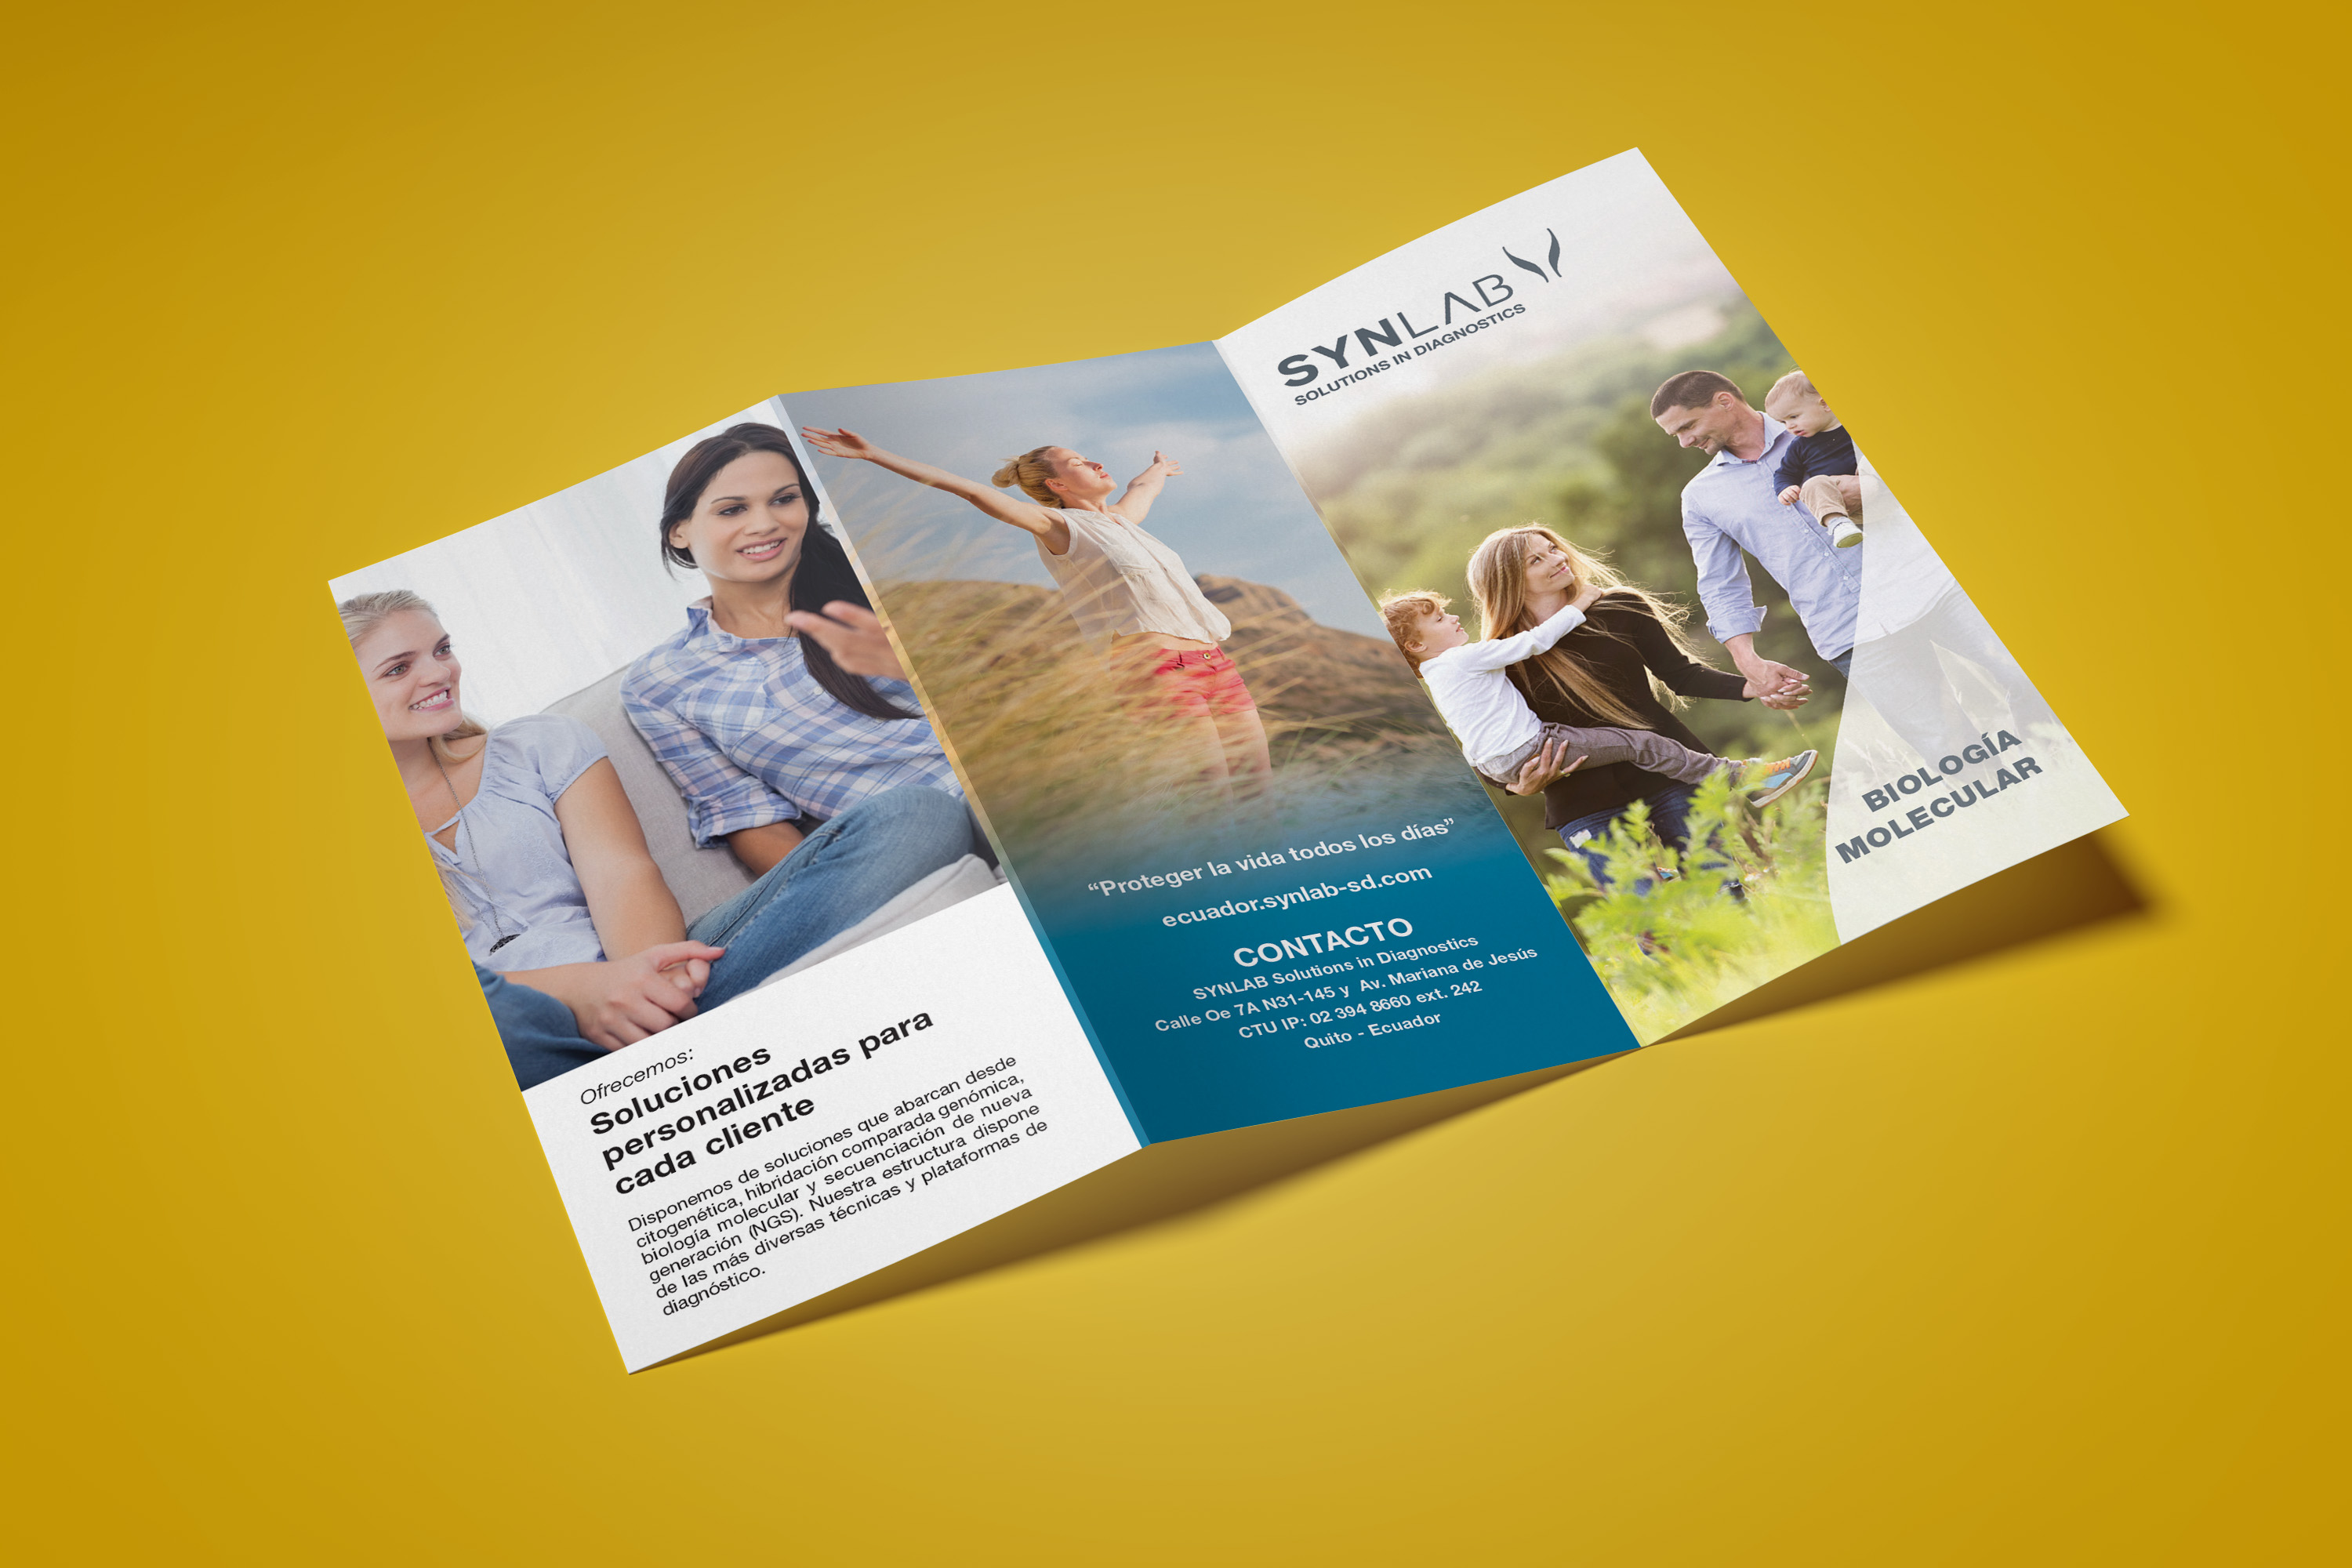 Ofrecemos:
Soluciones
personalizadas para
cada cliente
Disponemos de soluciones que abarcan desde
citogenética, hibridación comparada genómica,
biología molecular y secuenciación de nueva
generación (NGS). Nuestra estructura dispone
de las más diversas técnicas y plataformas de
diagnóstico.
“Proteger la vida todos los días”
ecuador.synlab-sd.com
CONTACTO
SYNLAB Solutions in Diagnostics
Calle Oe 7A N31-145 y Av. Mariana de Jesús
CTU IP: 02 394 8660 ext. 242
Quito - Ecuador
SYNLAB
SOLUTIONS IN DIAGNOSTICS
BIOLOGÍA
MOLECULAR